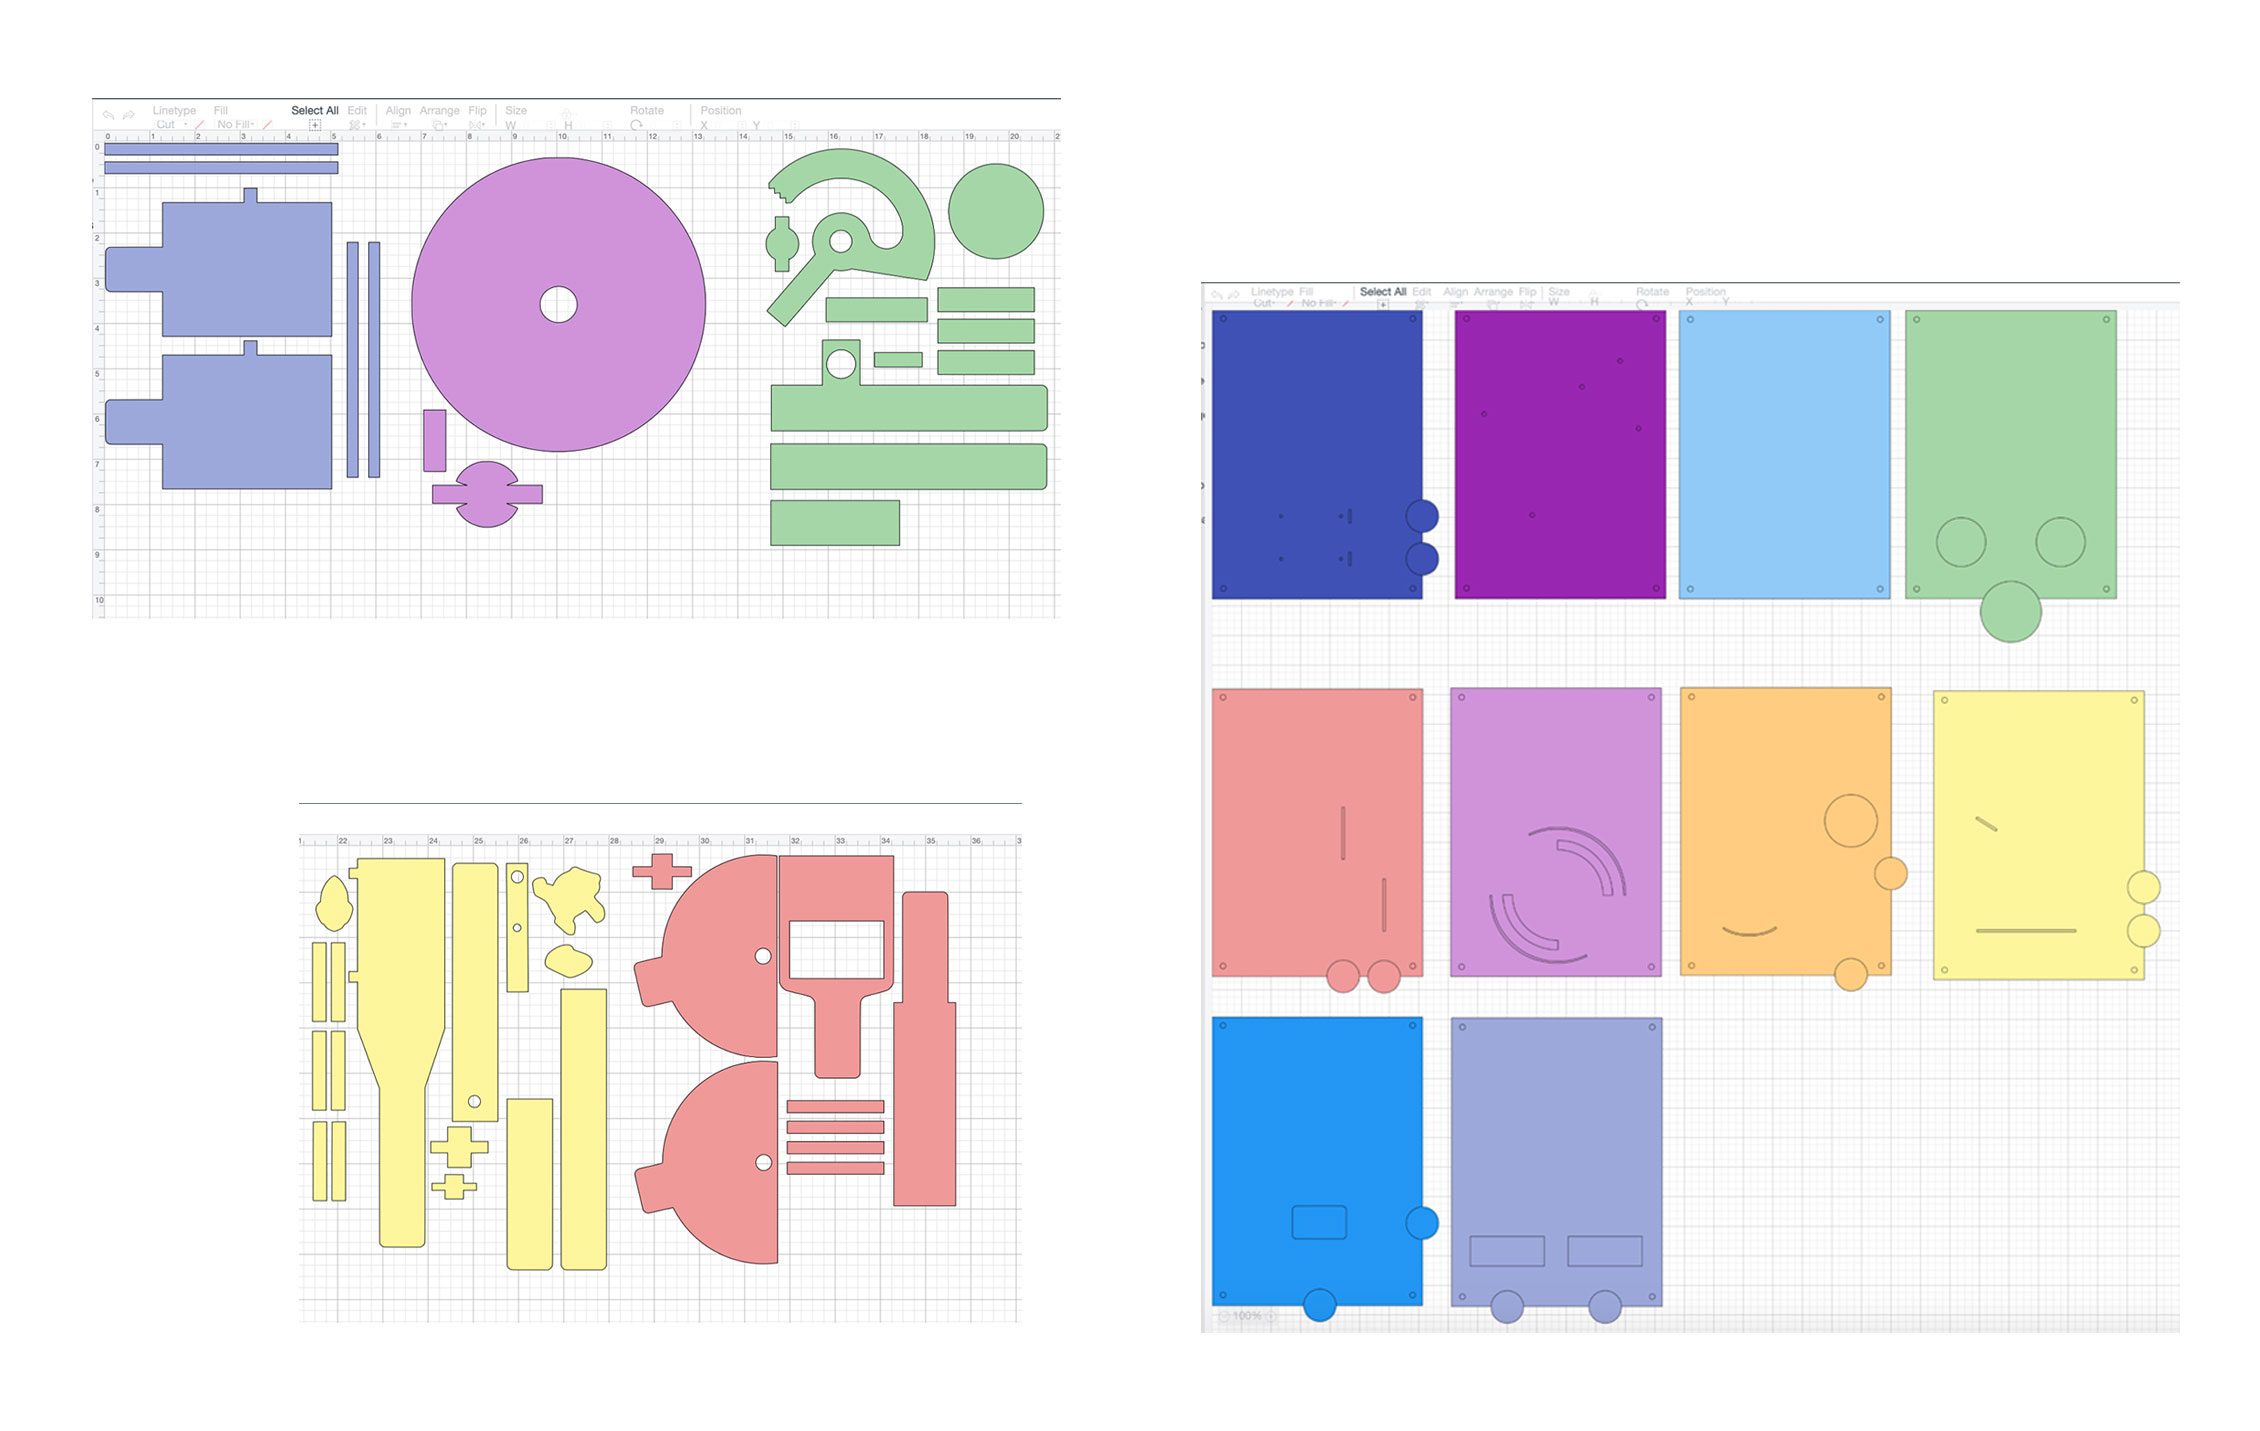 Linetype Fill Select All Edit Align Arrange Flip Size Rotate Position
Cut No Fill W H X Y
0 1 2 3 4 5 6 7 8 9 10 11 12 13 14 15 16 17 18 19 20 2
0
1
2
3
4
5
6
7
8
9
10
Linetype Fill Select All Edit Align Arrange Flip Size Rotate Position
Cut No Fill W H X Y
100%
1 22 23 24 25 26 27 28 29 30 31 32 33 34 35 36 3